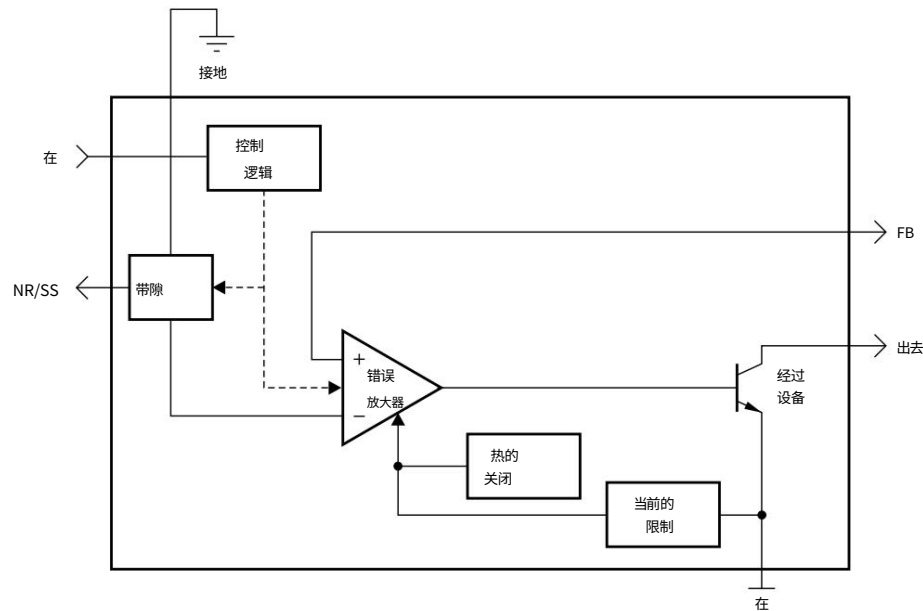 接地
在
控制
逻辑
FB
NR/SS
带隙
+
错误
放大器
−
出去
经过
设备
热的
关闭
当前的
限制
在